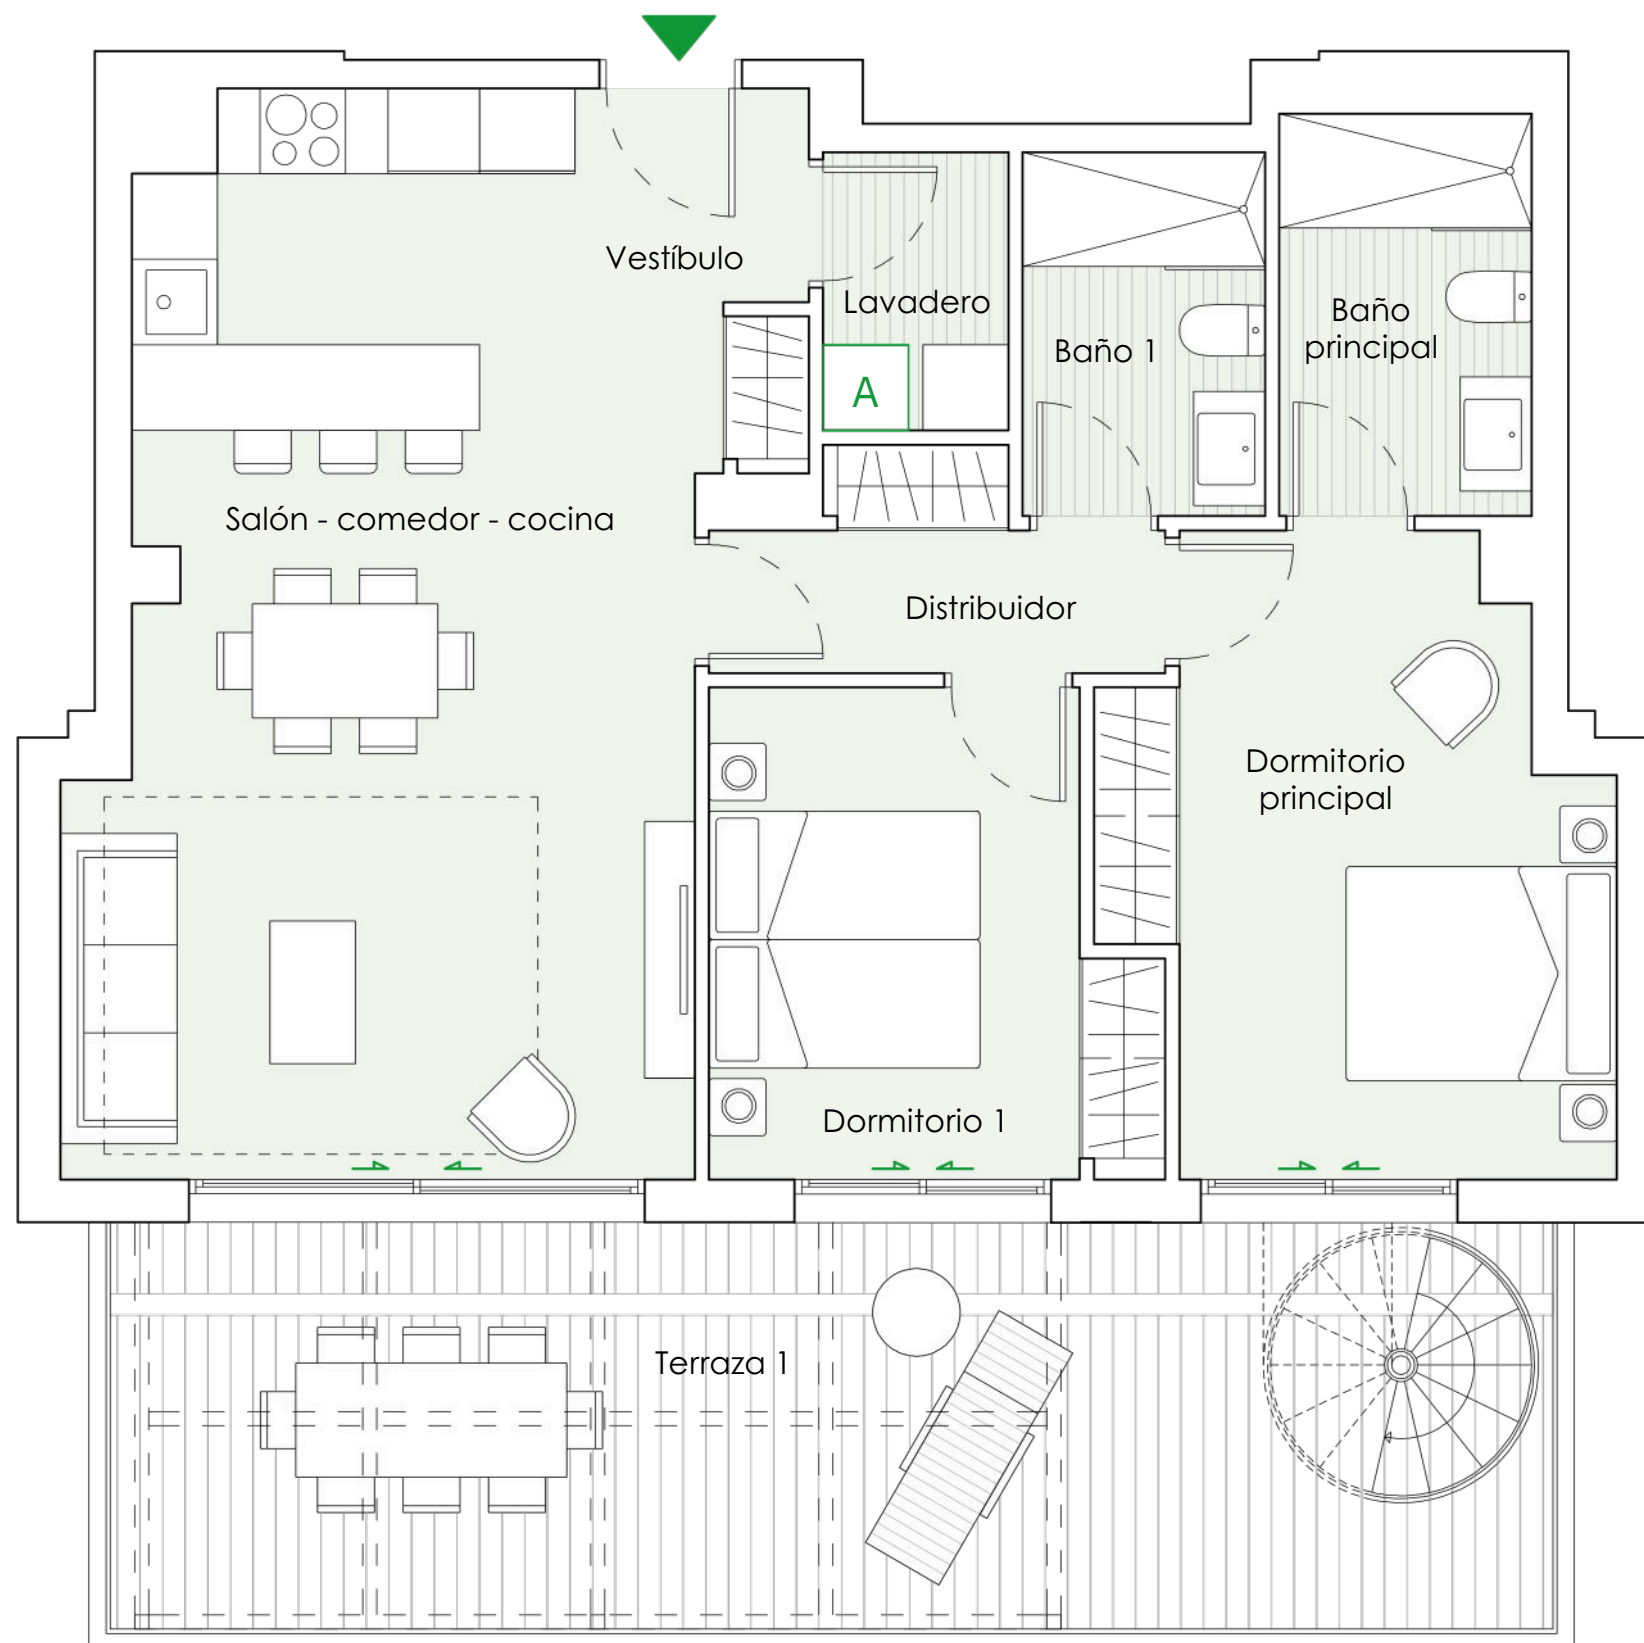 Vestíbulo
Lavadero
A
Baño 1
Baño
principal
Salón - comedor - cocina
Distribuidor
Dormitorio
principal
Dormitorio 1
Terraza 1